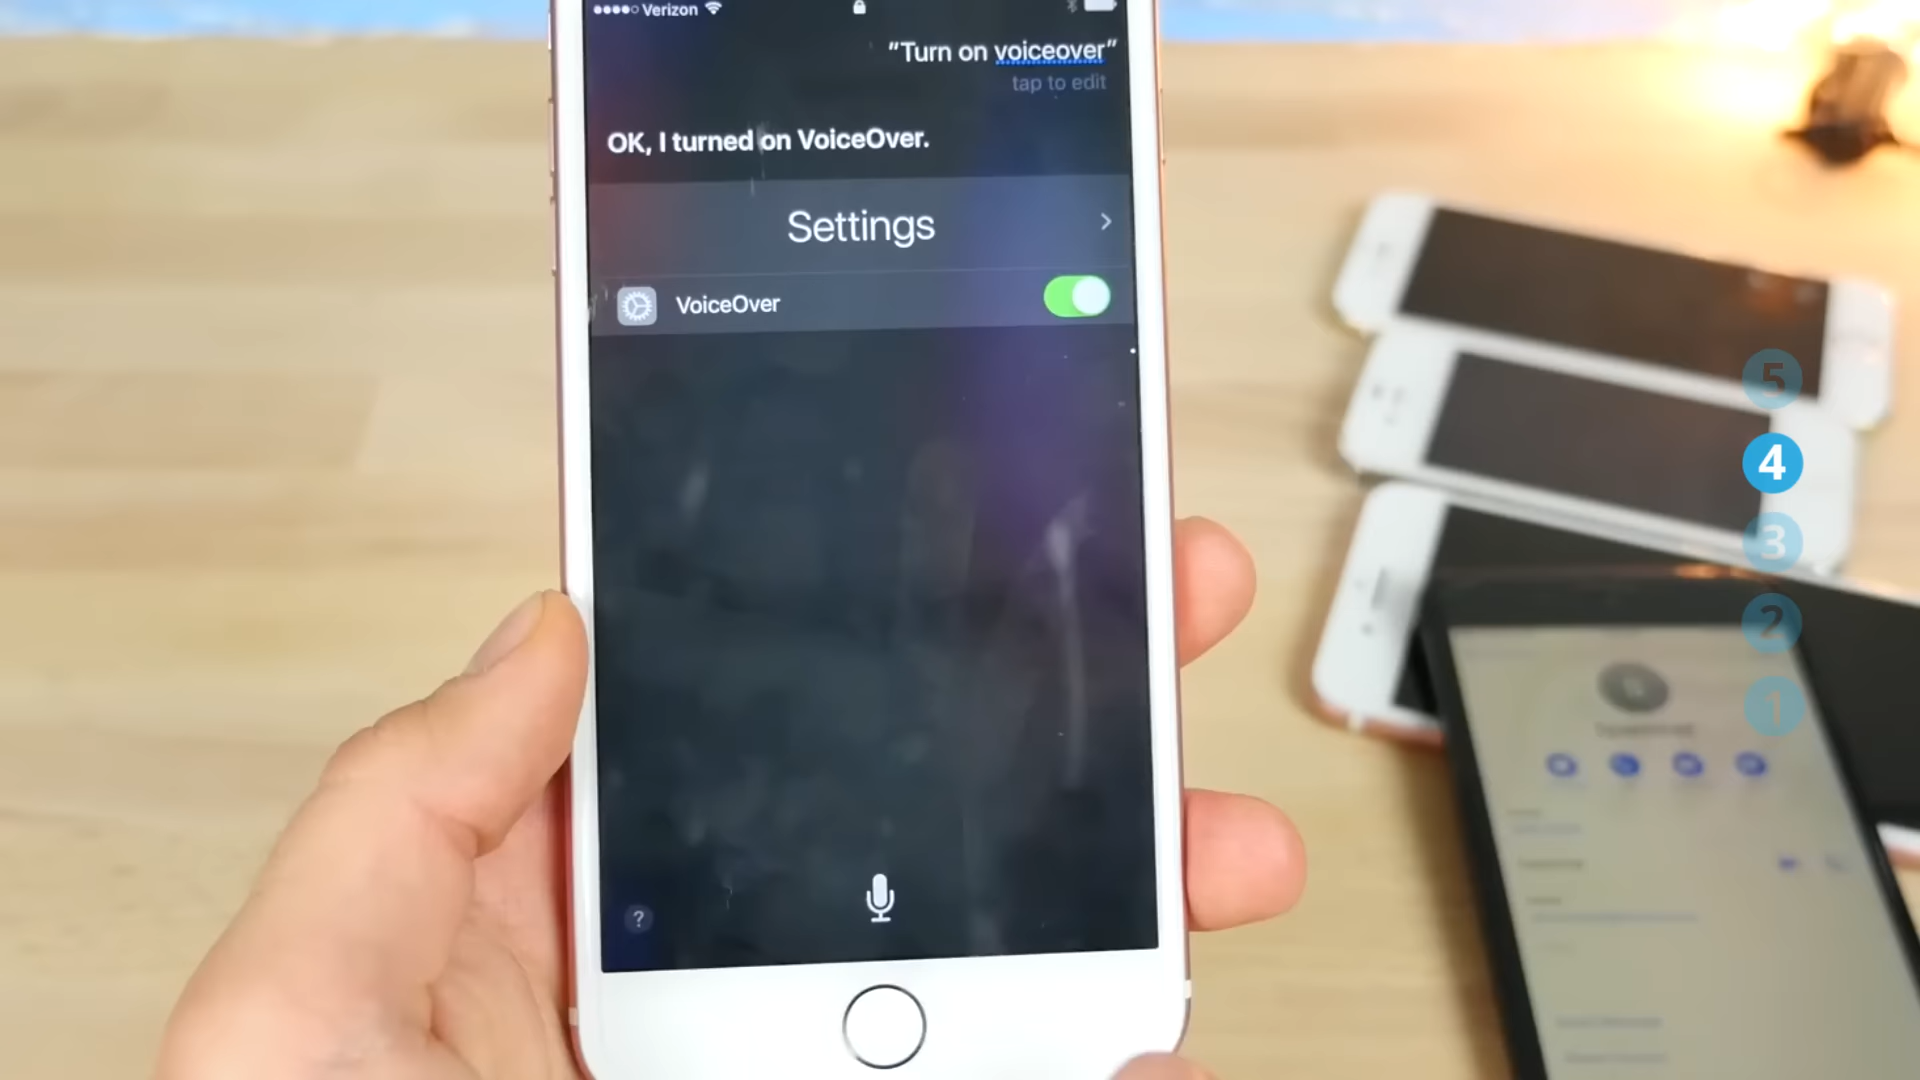 Verizon
"Turn on voiceover"
tap to edit
OK, I turned on VoiceOver.
Settings
VoiceOver
?
5
4
3
2
1